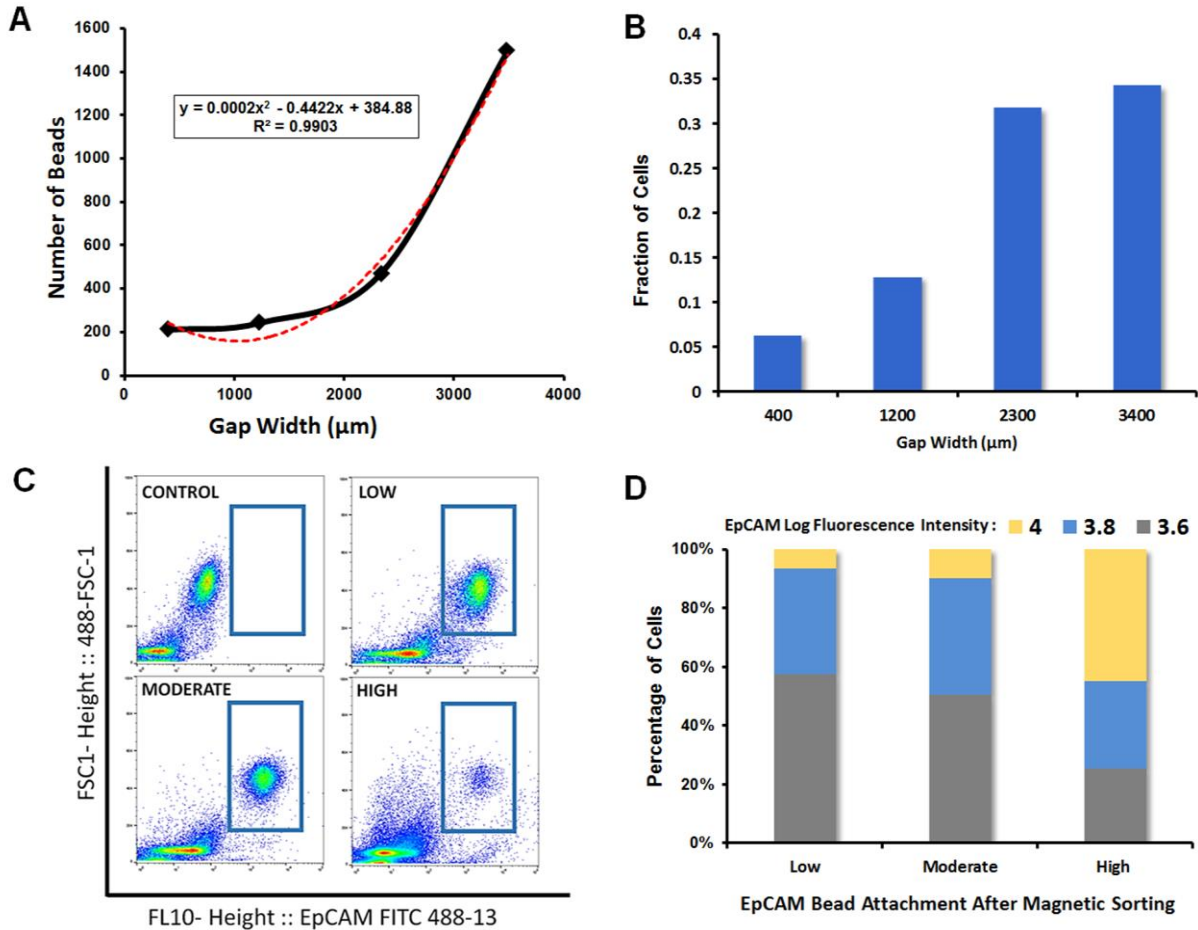 A
1600
1400
1200
1000
800
600
400
200
0
Number of Beads
y = 0.0002x² - 0.4422x + 384.88
R² = 0.9903
0 1000 2000 3000 4000
Gap Width (µm)
B
0.4
0.35
0.3
0.25
0.2
0.15
0.1
0.05
0
Fraction of Cells
400 1200 2300 3400
Gap Width (µm)
C
FSC1- Height :: 488-FSC-1
CONTROL
LOW
MODERATE
HIGH
FL10- Height :: EpCAM FITC 488-13
D
EpCAM Log Fluorescence Intensity : 4 3.8 3.6
100%
80%
60%
40%
20%
0%
Percentage of Cells
Low Moderate High
EpCAM Bead Attachment After Magnetic Sorting